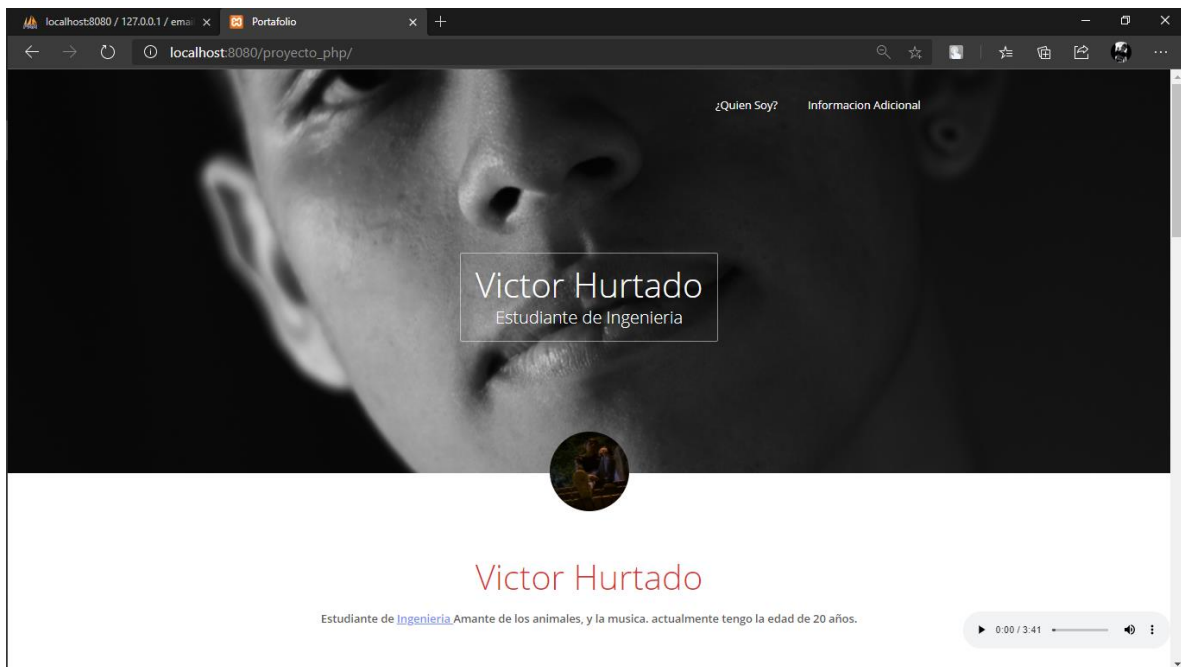 localhost:8080 / 127.0.0.1 / emai
Portafolio
localhost:8080/proyecto_php/
¿Quien Soy?
Informacion Adicional
Victor Hurtado
Estudiante de Ingenieria
Victor Hurtado
Estudiante de Ingenieria Amante de los animales, y la musica. actualmente tengo la edad de 20 años.
0:00 / 3:41